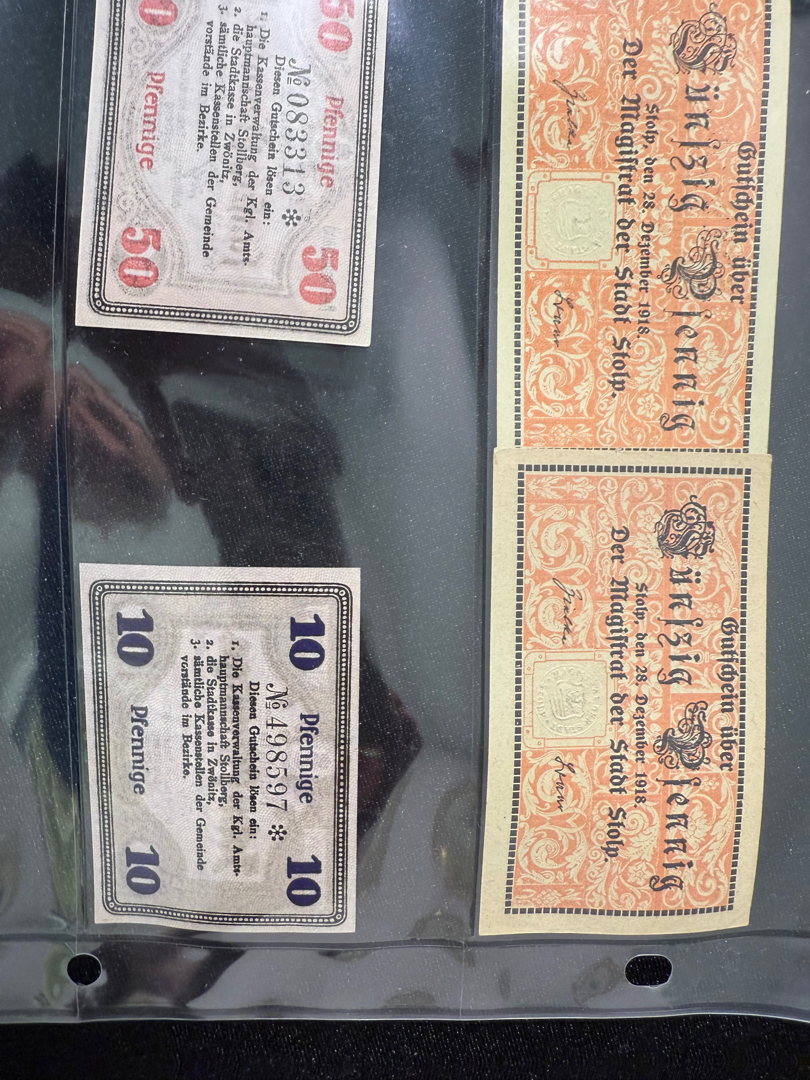 50
50
Pfennige
50
№ 083313 ✻
Diesen Gutschein lösen ein:
1. Die Kassenverwaltung der Kgl. Amts-
hauptmannschaft Stollberg,
2. die Stadtkasse in Zwönitz,
3. sämtliche Kassenstellen der Gemeinde
vorstände im Bezirke.
Pfennige
50
Gutschein über
Fünfzig Pfennig
Stolp, den 28. Dezember 1918.
Der Magistrat der Stadt Stolp.
10
Pfennige
10
№ 498597 ✻
Diesen Gutschein lösen ein:
1. Die Kassenverwaltung der Kgl. Amts-
hauptmannschaft Stollberg,
2. die Stadtkasse in Zwönitz,
3. sämtliche Kassenstellen der Gemeinde
vorstände im Bezirke.
10
Pfennige
10
Gutschein über
Fünfzig Pfennig
Stolp, den 28. Dezember 1918.
Der Magistrat der Stadt Stolp.